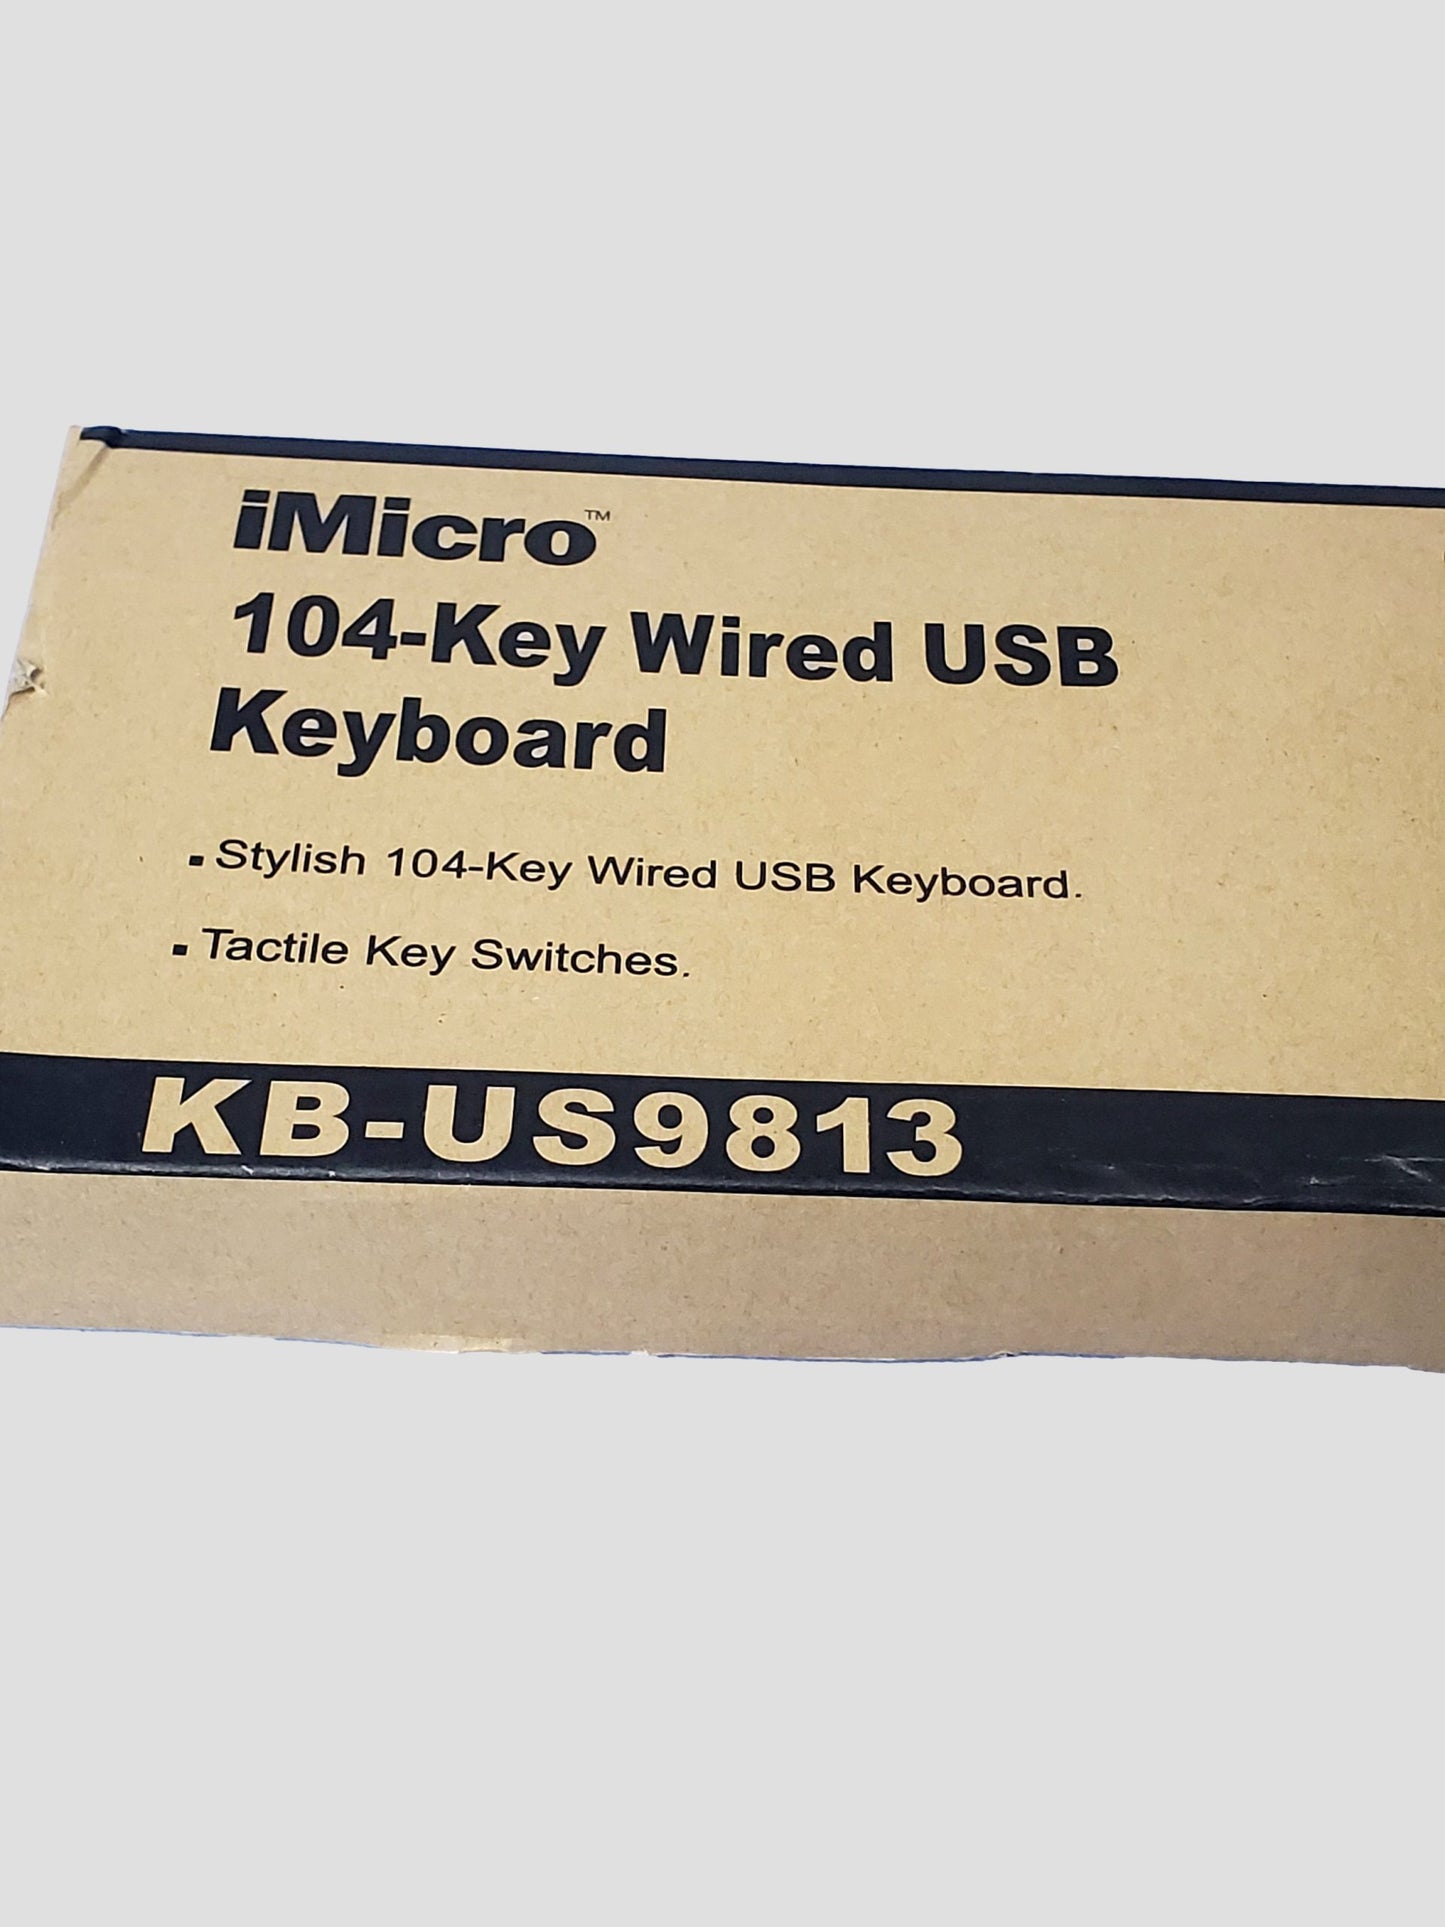 iMicro™
104-Key Wired USB
Keyboard
▪ Stylish 104-Key Wired USB Keyboard.
▪ Tactile Key Switches.
KB-US9813